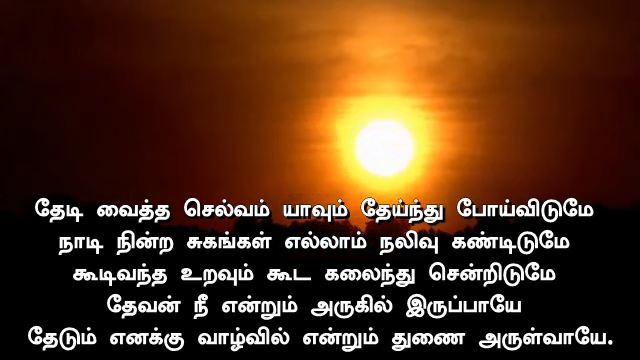 தேடி வைத்த செல்வம் யாவும் தேய்ந்து போய்விடுமே
நாடி நின்ற சுகங்கள் எல்லாம் நலிவு கண்டிடுமே
கூடிவந்த உறவும் கூட கலைந்து சென்றிடுமே
தேவன் நீ என்றும் அருகில் இருப்பாயே
தேடும் எனக்கு வாழ்வில் என்றும் துணை அருள்வாயே.